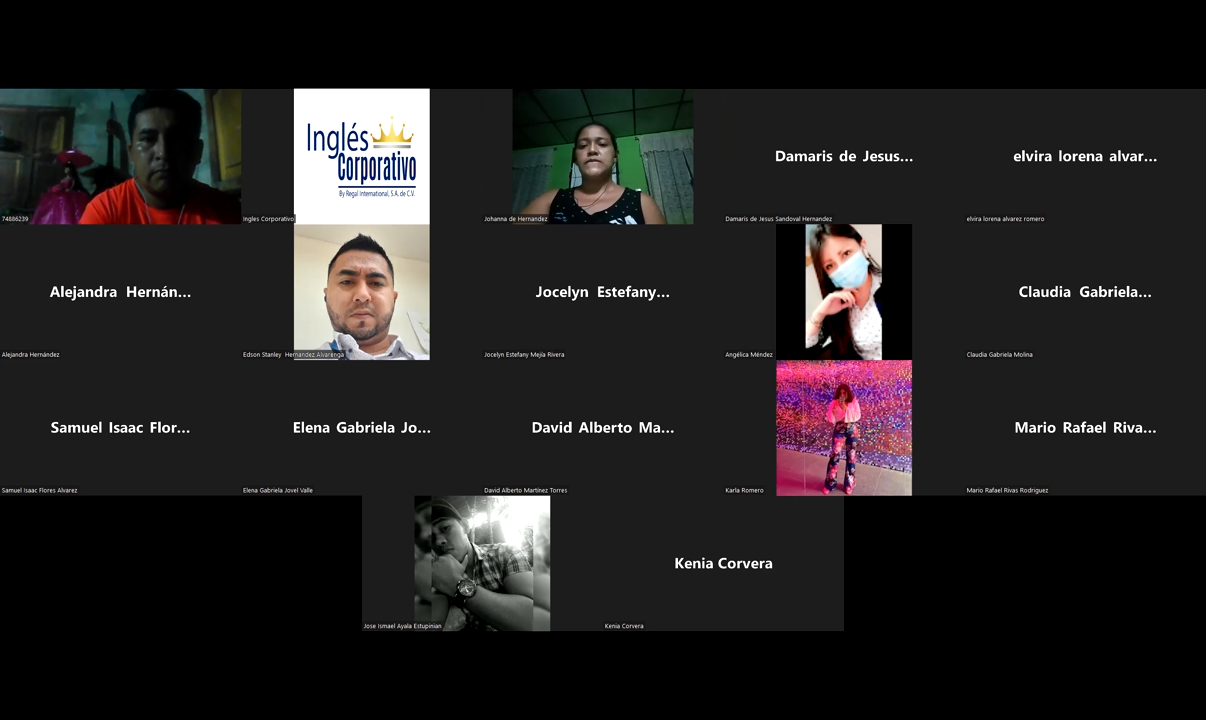 Inglés
Corporativo
By Regal International, S.A. de C.V.
Damaris de Jesus...
elvira lorena alvar...
74886239
Ingles Corporativo
Johanna de Hernandez
Damaris de Jesus Sandoval Hernandez
elvira lorena alvarez romero
Alejandra Hernán...
Jocelyn Estefany...
Claudia Gabriela...
Alejandra Hernández
Edson Stanley Hernandez Alvarenga
Jocelyn Estefany Mejía Rivera
Angélica Méndez
Claudia Gabriela Molina
Samuel Isaac Flor...
Elena Gabriela Jo...
David Alberto Ma...
Mario Rafael Riva...
Samuel Isaac Flores Alvarez
Elena Gabriela Jovel Valle
David Alberto Martínez Torres
Karla Romero
Mario Rafael Rivas Rodriguez
Kenia Corvera
Jose Ismael Ayala Estupinian
Kenia Corvera